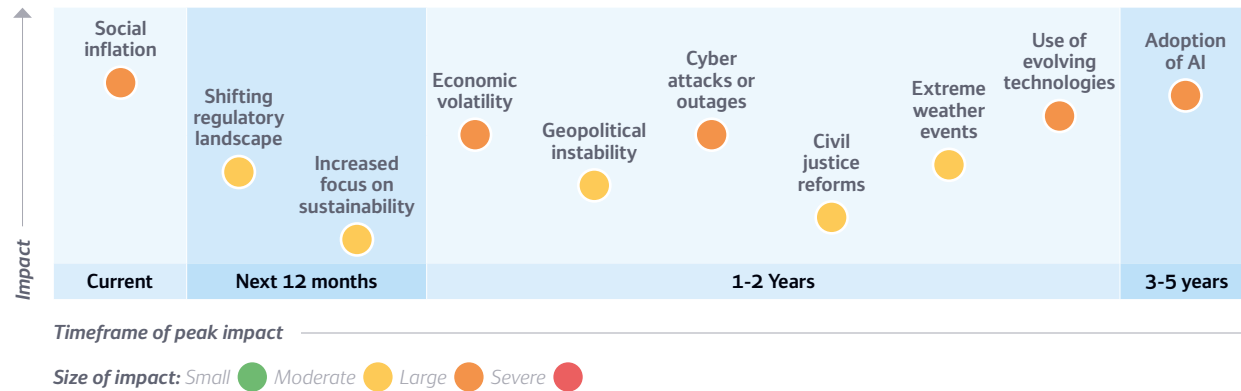 Social
inflation
Shifting
regulatory
landscape
Increased
focus on
sustainability
Economic
volatility
Geopolitical
instability
Cyber
attacks or
outages
Civil
justice
reforms
Extreme
weather
events
Use of
evolving
technologies
Adoption
of AI
Impact
Current
Next 12 months
1-2 Years
3-5 years
Timeframe of peak impact
Size of impact: Small Moderate Large Severe